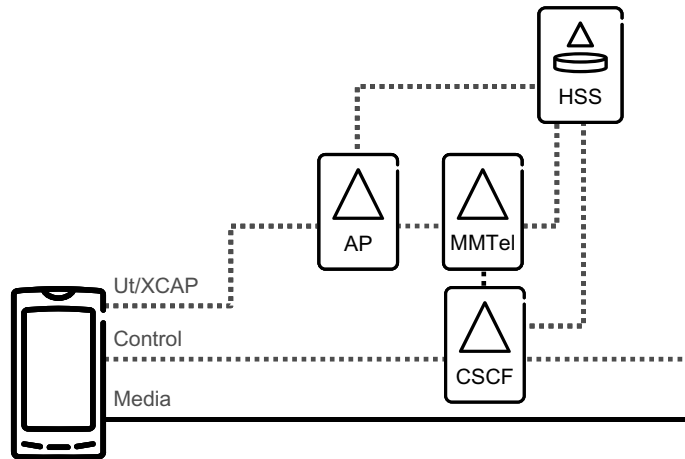 HSS
AP
MMTel
Ut/XCAP
Control
CSCF
Media